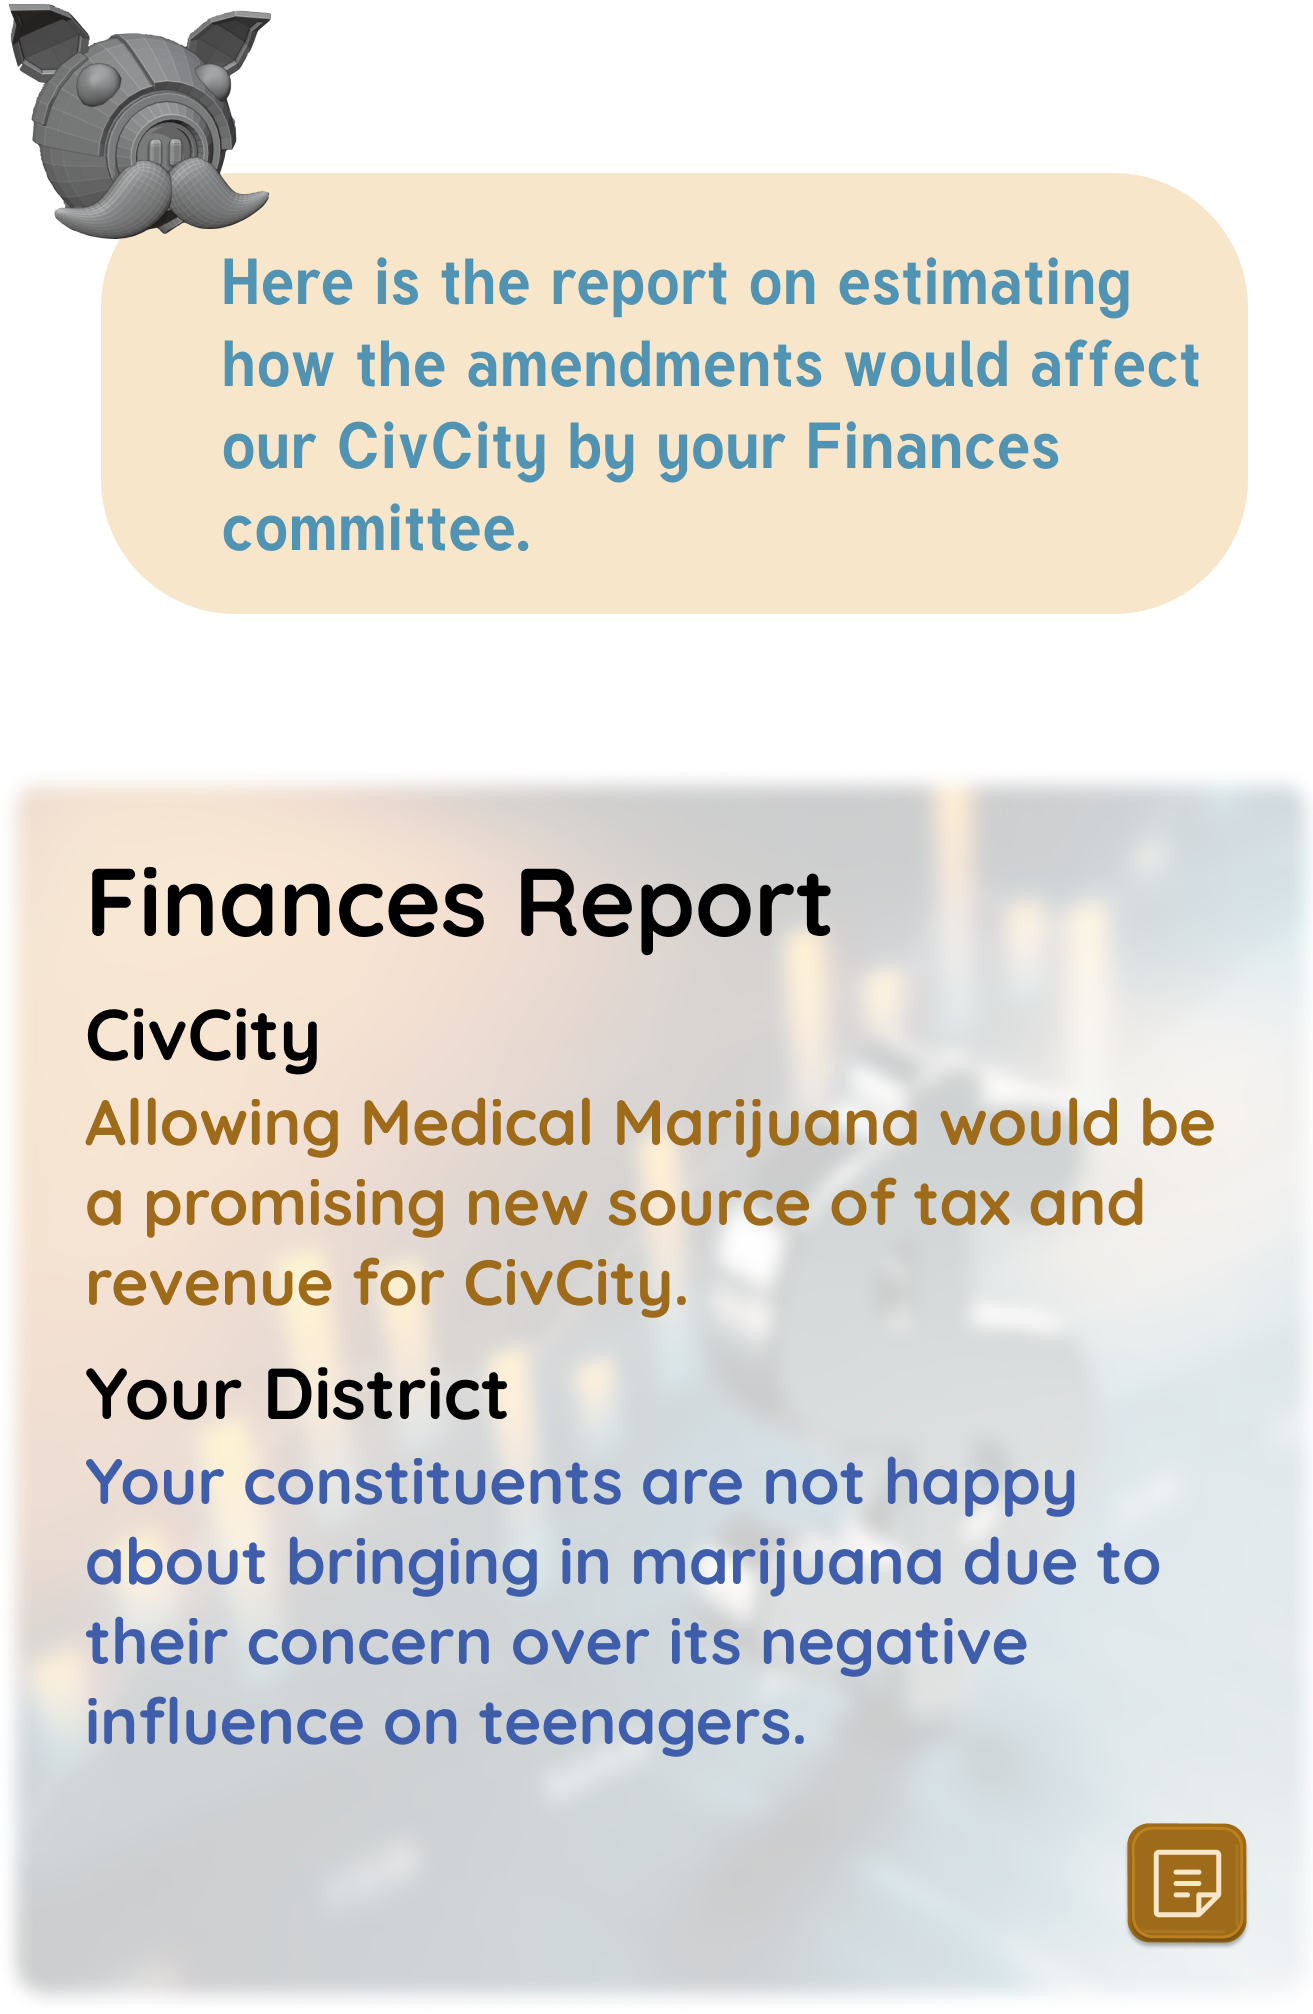 Here is the report on estimating
how the amendments would affect
our CivCity by your Finances
committee.
Finances Report
CivCity
Allowing Medical Marijuana would be
a promising new source of tax and
revenue for CivCity.
Your District
Your constituents are not happy
about bringing in marijuana due to
their concern over its negative
influence on teenagers.